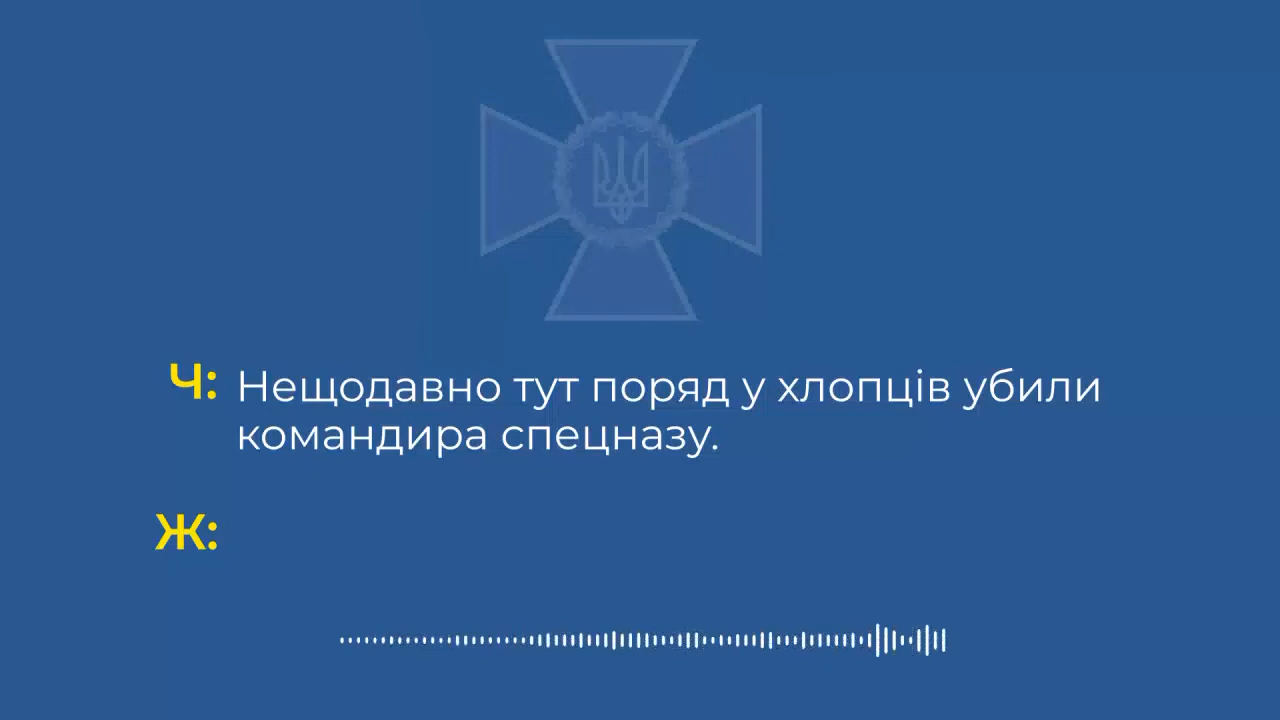 Ч: Нещодавно тут поряд у хлопців убили
командира спецназу.
Ж: